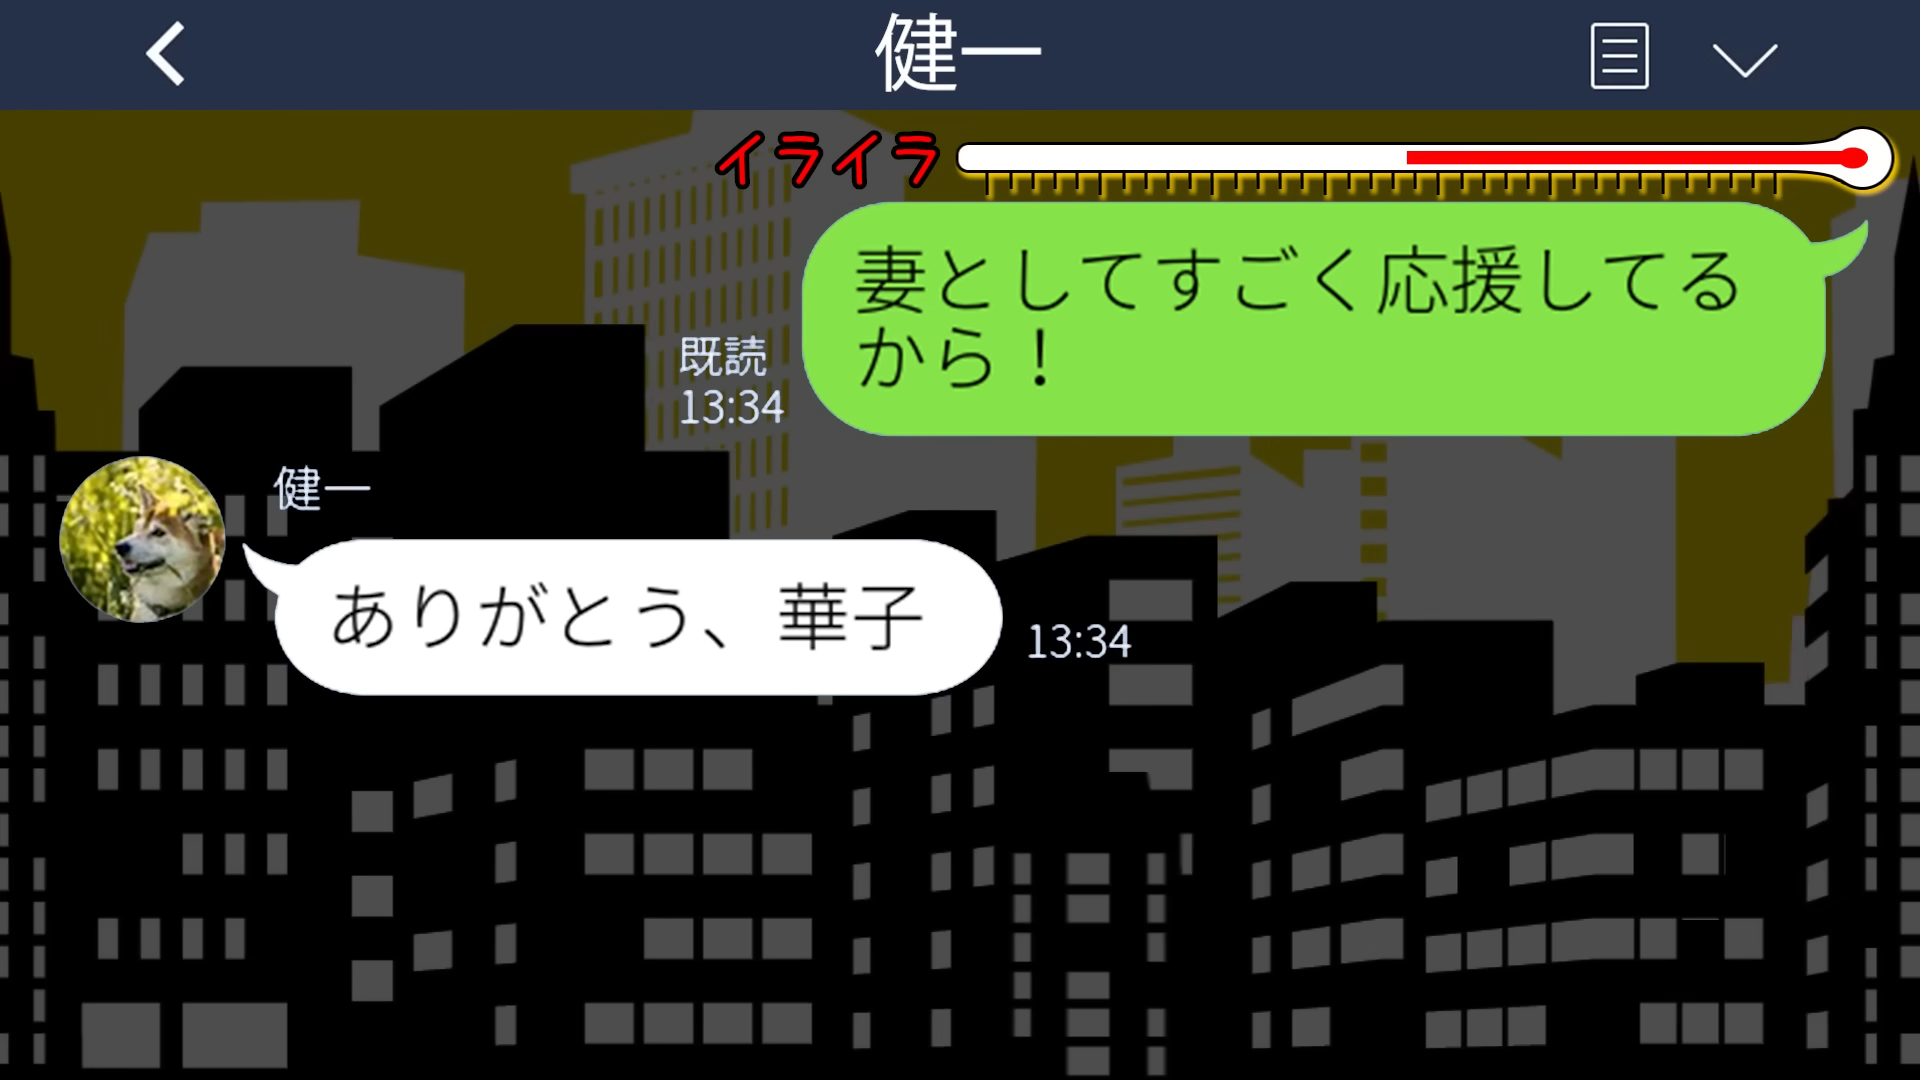 健一
イライラ
妻としてすごく応援してる
から！
既読
13:34
健一
ありがとう、華子
13:34